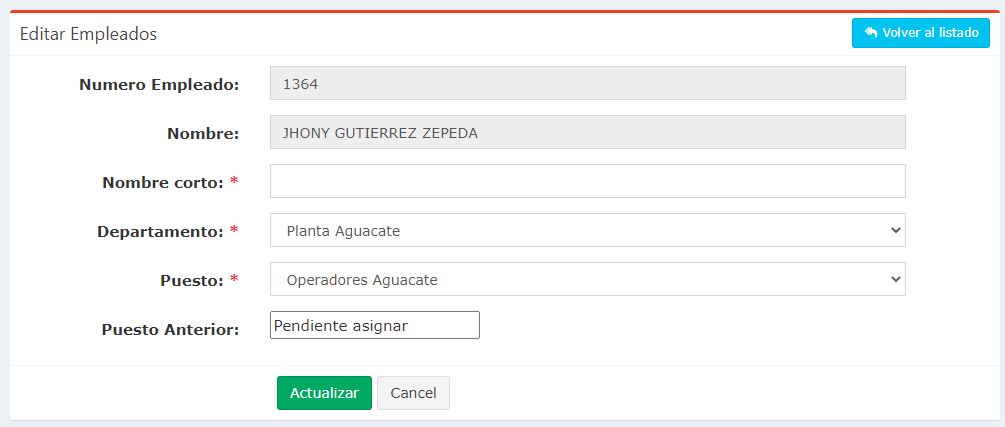 Editar Empleados
Volver al listado
Numero Empleado: 1364
Nombre: JHONY GUTIERREZ ZEPEDA
Nombre corto: *
Departamento: * Planta Aguacate
Puesto: * Operadores Aguacate
Puesto Anterior: Pendiente asignar
Actualizar Cancel